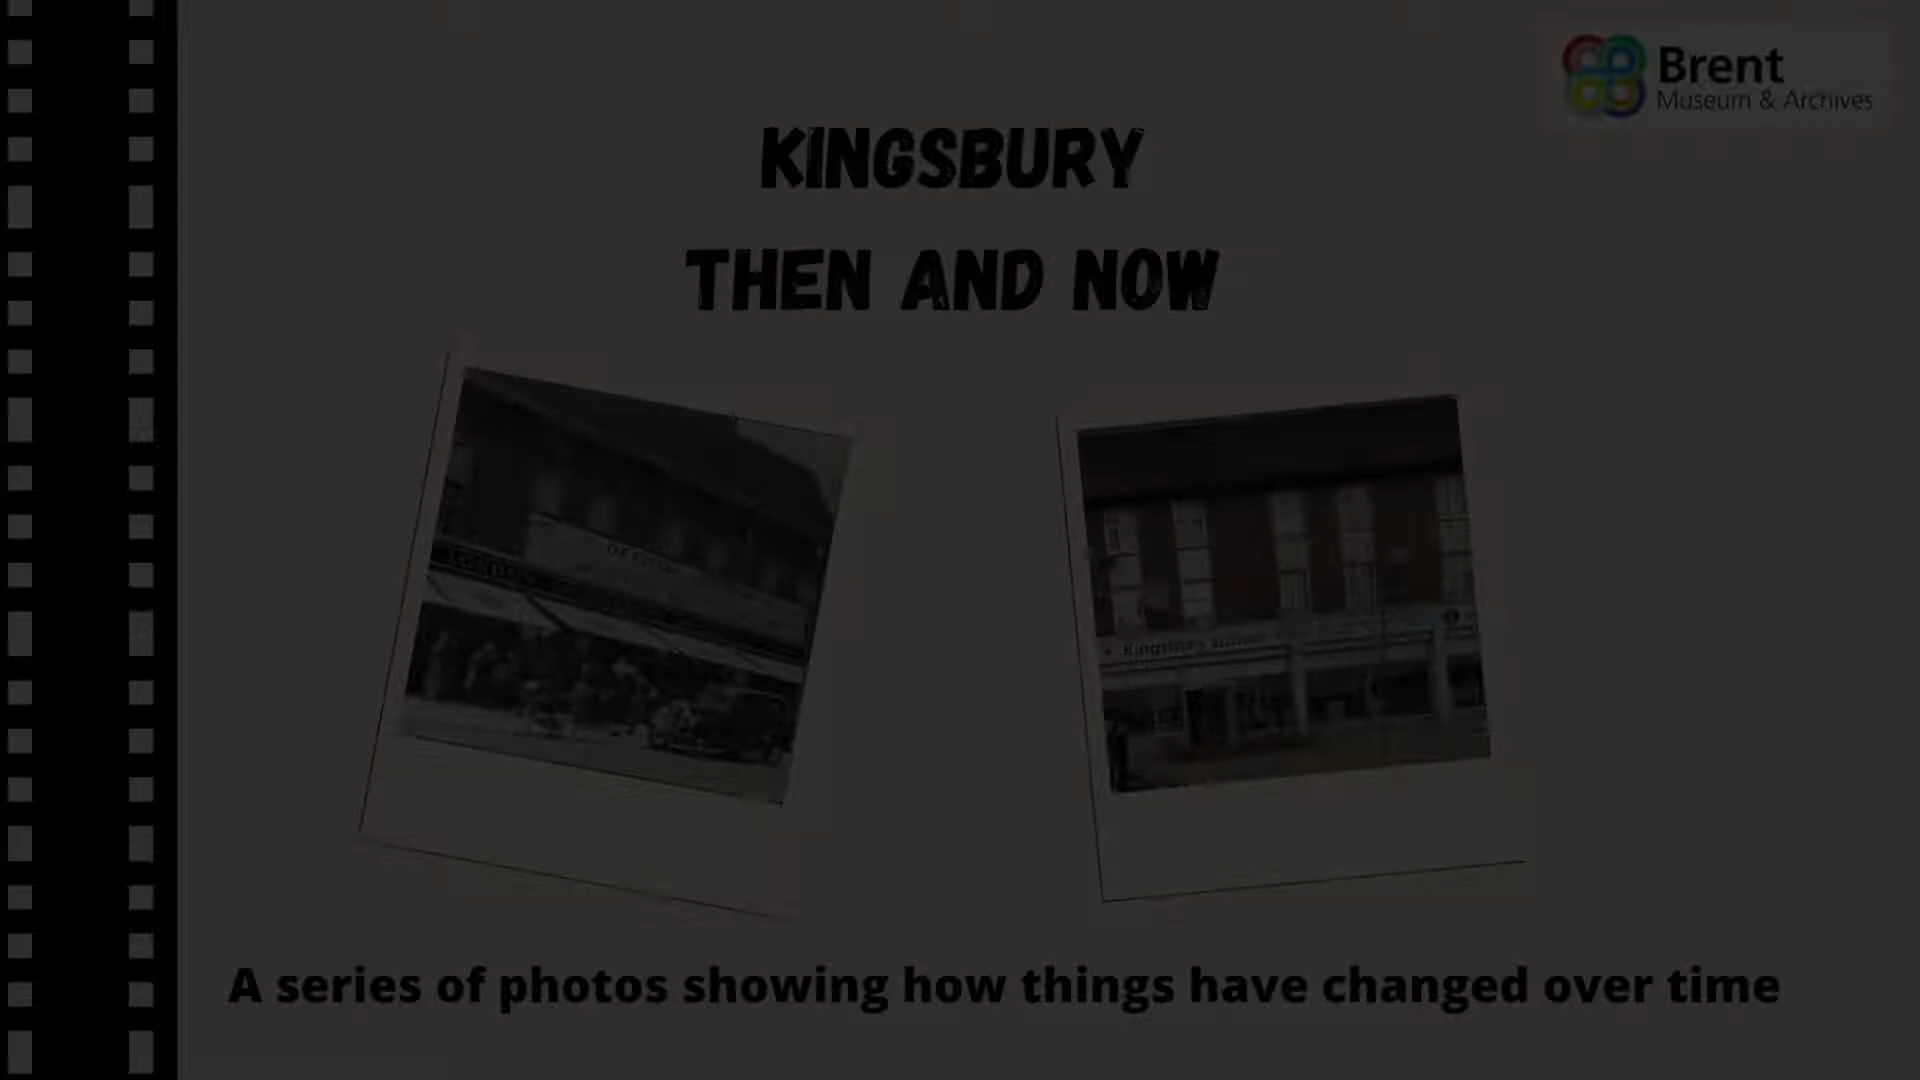 Brent
Museum & Archives
KINGSBURY
THEN AND NOW
Kingsbury
A series of photos showing how things have changed over time